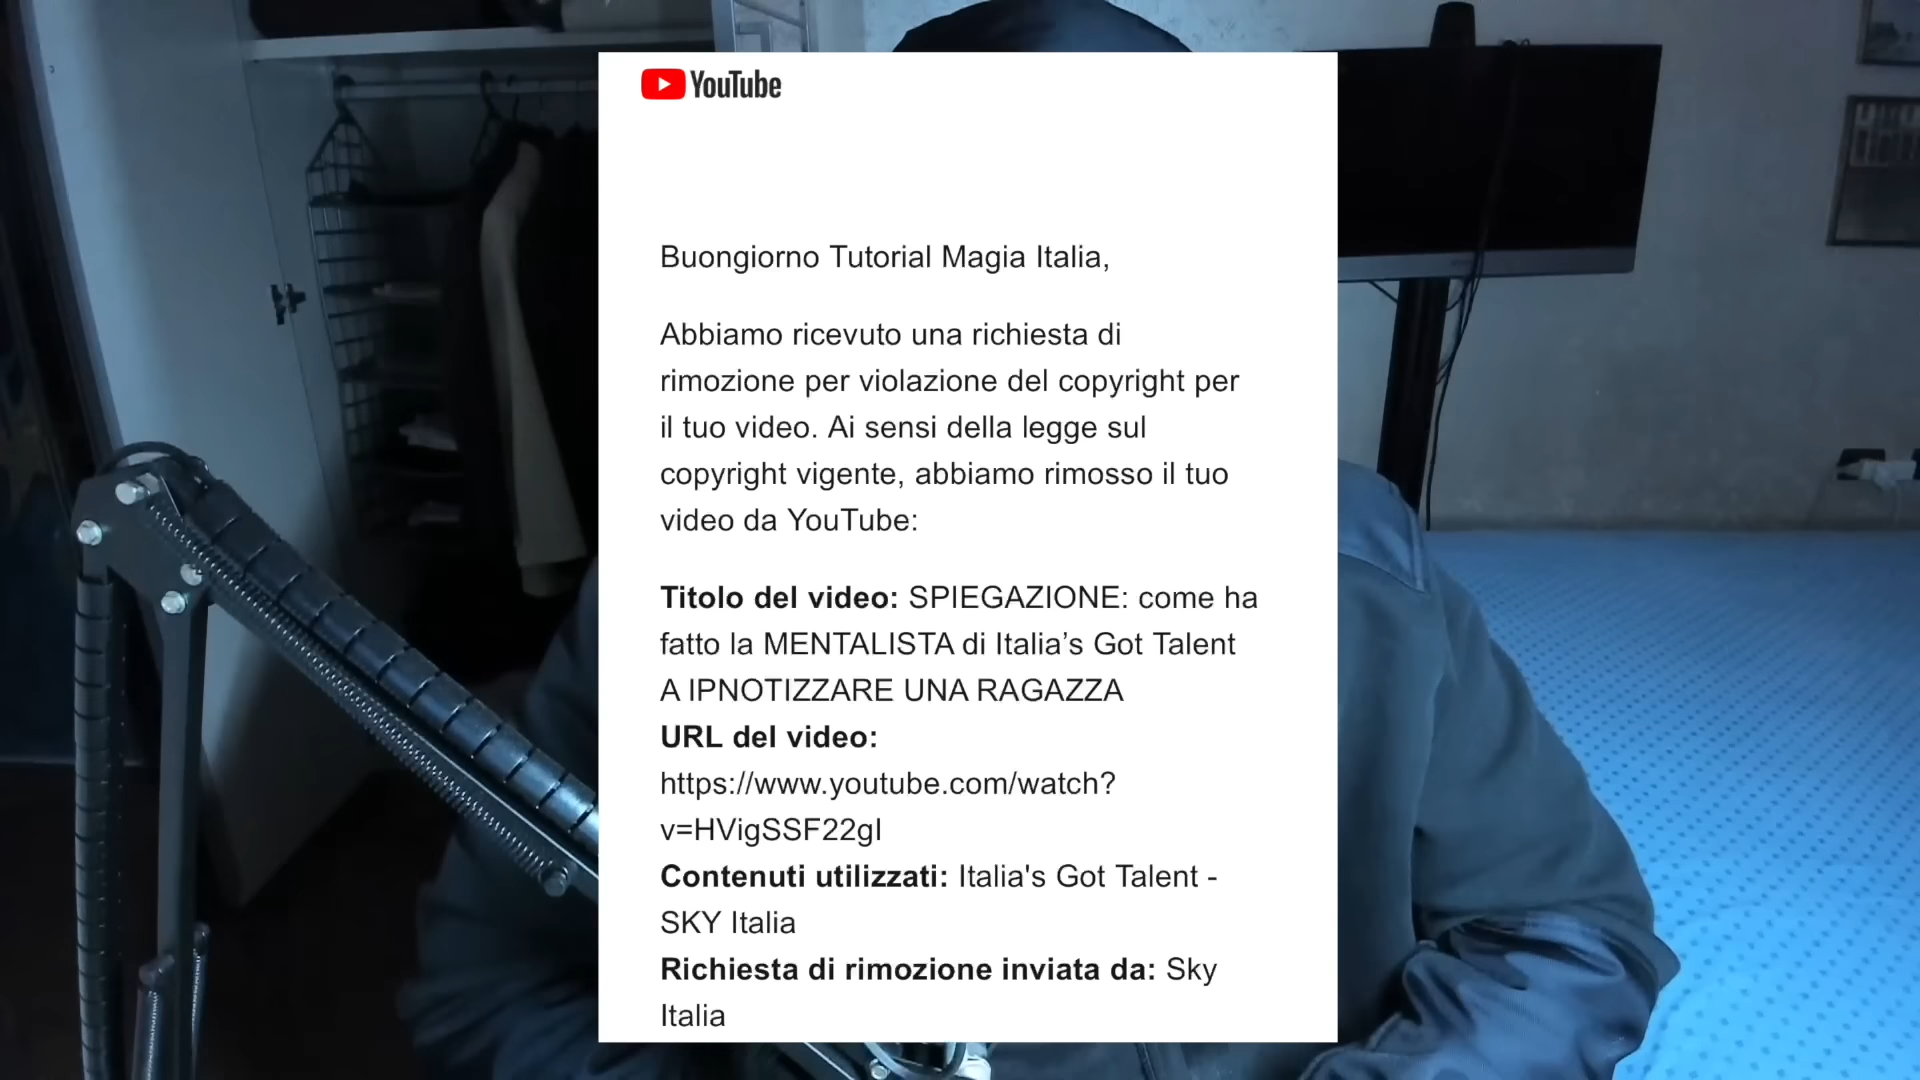 YouTube
Buongiorno Tutorial Magia Italia,
Abbiamo ricevuto una richiesta di
rimozione per violazione del copyright per
il tuo video. Ai sensi della legge sul
copyright vigente, abbiamo rimosso il tuo
video da YouTube:
Titolo del video: SPIEGAZIONE: come ha
fatto la MENTALISTA di Italia’s Got Talent
A IPNOTIZZARE UNA RAGAZZA
URL del video:
https://www.youtube.com/watch?
v=HVigSSF22gI
Contenuti utilizzati: Italia's Got Talent -
SKY Italia
Richiesta di rimozione inviata da: Sky
Italia